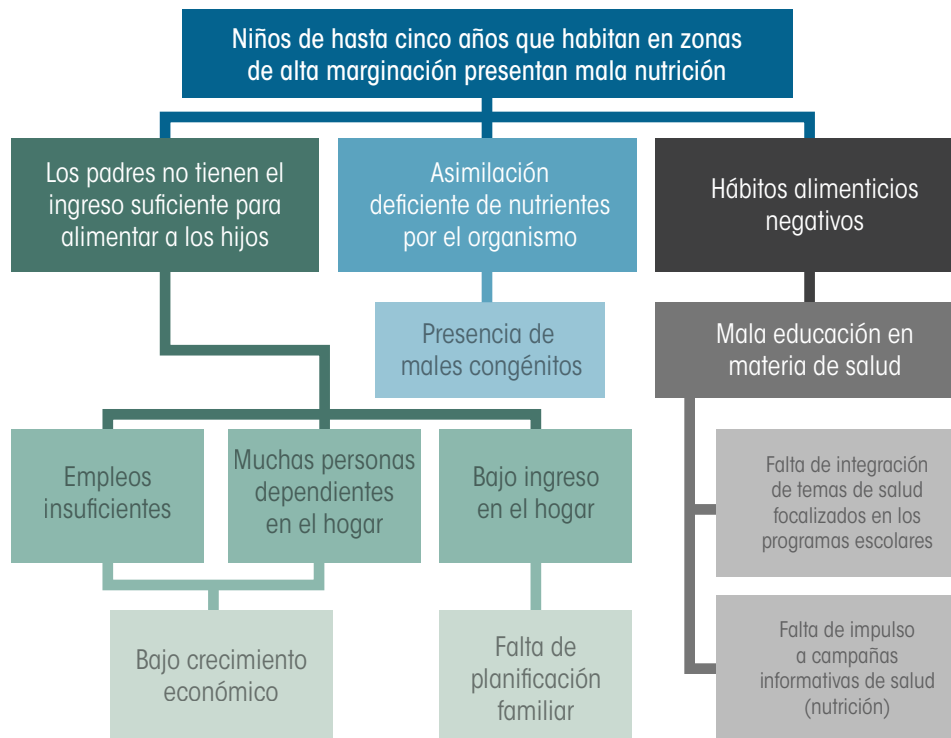 Niños de hasta cinco años que habitan en zonas
de alta marginación presentan mala nutrición
Los padres no tienen el
ingreso suficiente para
alimentar a los hijos
Asimilación
deficiente de nutrientes
por el organismo
Hábitos alimenticios
negativos
Presencia de
males congénitos
Mala educación en
materia de salud
Empleos
insuficientes
Muchas personas
dependientes
en el hogar
Bajo ingreso
en el hogar
Falta de integración
de temas de salud
focalizados en los
programas escolares
Bajo crecimiento
económico
Falta de
planificación
familiar
Falta de impulso
a campañas
informativas de salud
(nutrición)